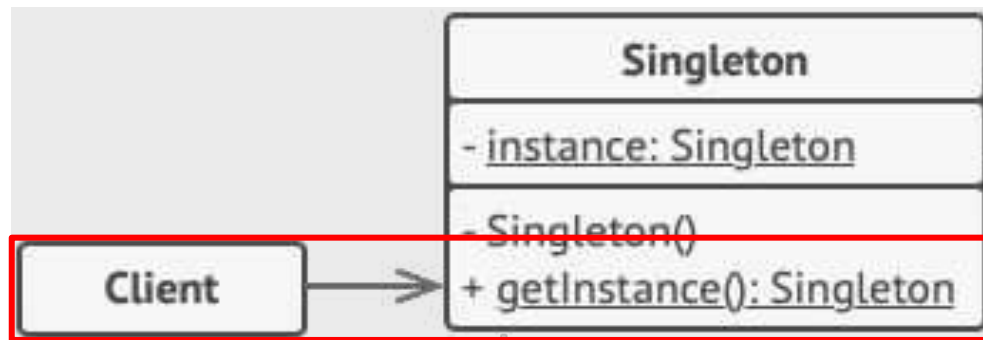 Singleton
- instance: Singleton
- Singleton()
Client
+ getInstance(): Singleton